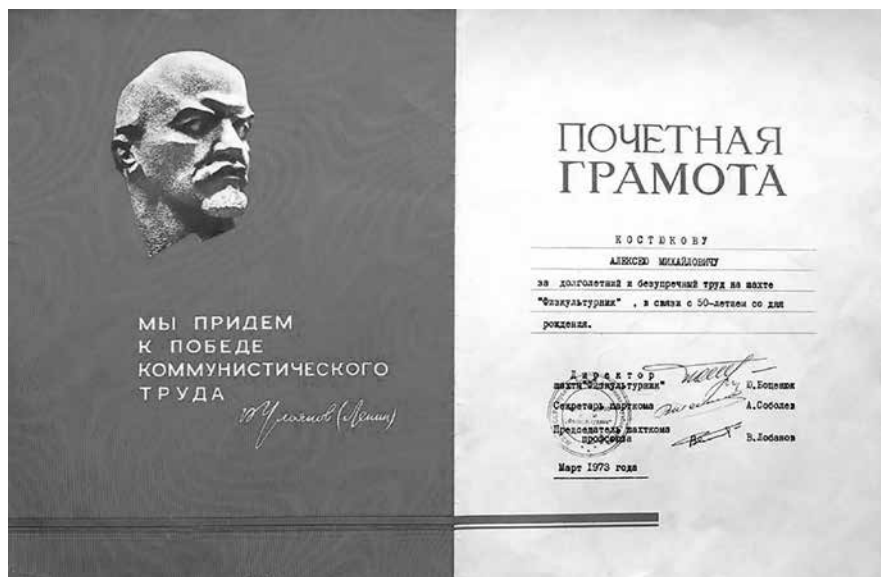 МЫ ПРИДЕМ
К ПОБЕДЕ
КОММУНИСТИЧЕСКОГО
ТРУДА
В Ульянов (Ленин)
ПОЧЕТНАЯ
ГРАМОТА
КОСТЮКОВУ
АЛЕКСЕЮ МИХАЙЛОВИЧУ
за долголетний и безупречный труд на шахте
"Физкультурник" , в связи с 50-летием со дня
рождения.
Директор
шахты "Физкультурник" Ю.Боценюк
Секретарь парткома А.Соболев
Председатель шахткома
профсоюза В.Лобанов
Март 1973 года